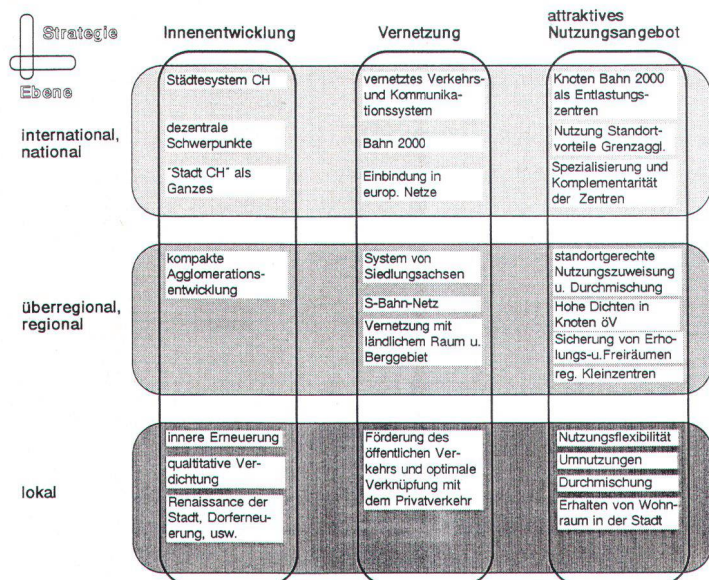 Strategie
Ebene
Innenentwicklung
Vernetzung
attraktives
Nutzungsangebot
international,
national
Städtesystem CH
dezentrale
Schwerpunkte
"Stadt CH" als
Ganzes
vernetztes Verkehrs-
und Kommunika-
tionssystem
Bahn 2000
Einbindung in
europ. Netze
Knoten Bahn 2000
als Entlastungs-
zentren
Nutzung Standort-
vorteile Grenzaggl.
Spezialisierung und
Komplementarität
der Zentren
überregional,
regional
kompakte
Agglomerations-
entwicklung
System von
Siedlungsachsen
S-Bahn-Netz
Vernetzung mit
ländlichem Raum u.
Berggebiet
standortgerechte
Nutzungszuweisung
u. Durchmischung
Hohe Dichten in
Knoten öV
Sicherung von Erho-
lungs-u.Freiräumen
reg. Kleinzentren
lokal
innere Erneuerung
qualtitative Ver-
dichtung
Renaissance der
Stadt, Dorferneu-
erung, usw.
Förderung des
öffentlichen Ver-
kehrs und optimale
Verknüpfung mit
dem Privatverkehr
Nutzungsflexibilität
Umnutzungen
Durchmischung
Erhalten von Wohn-
raum in der Stadt